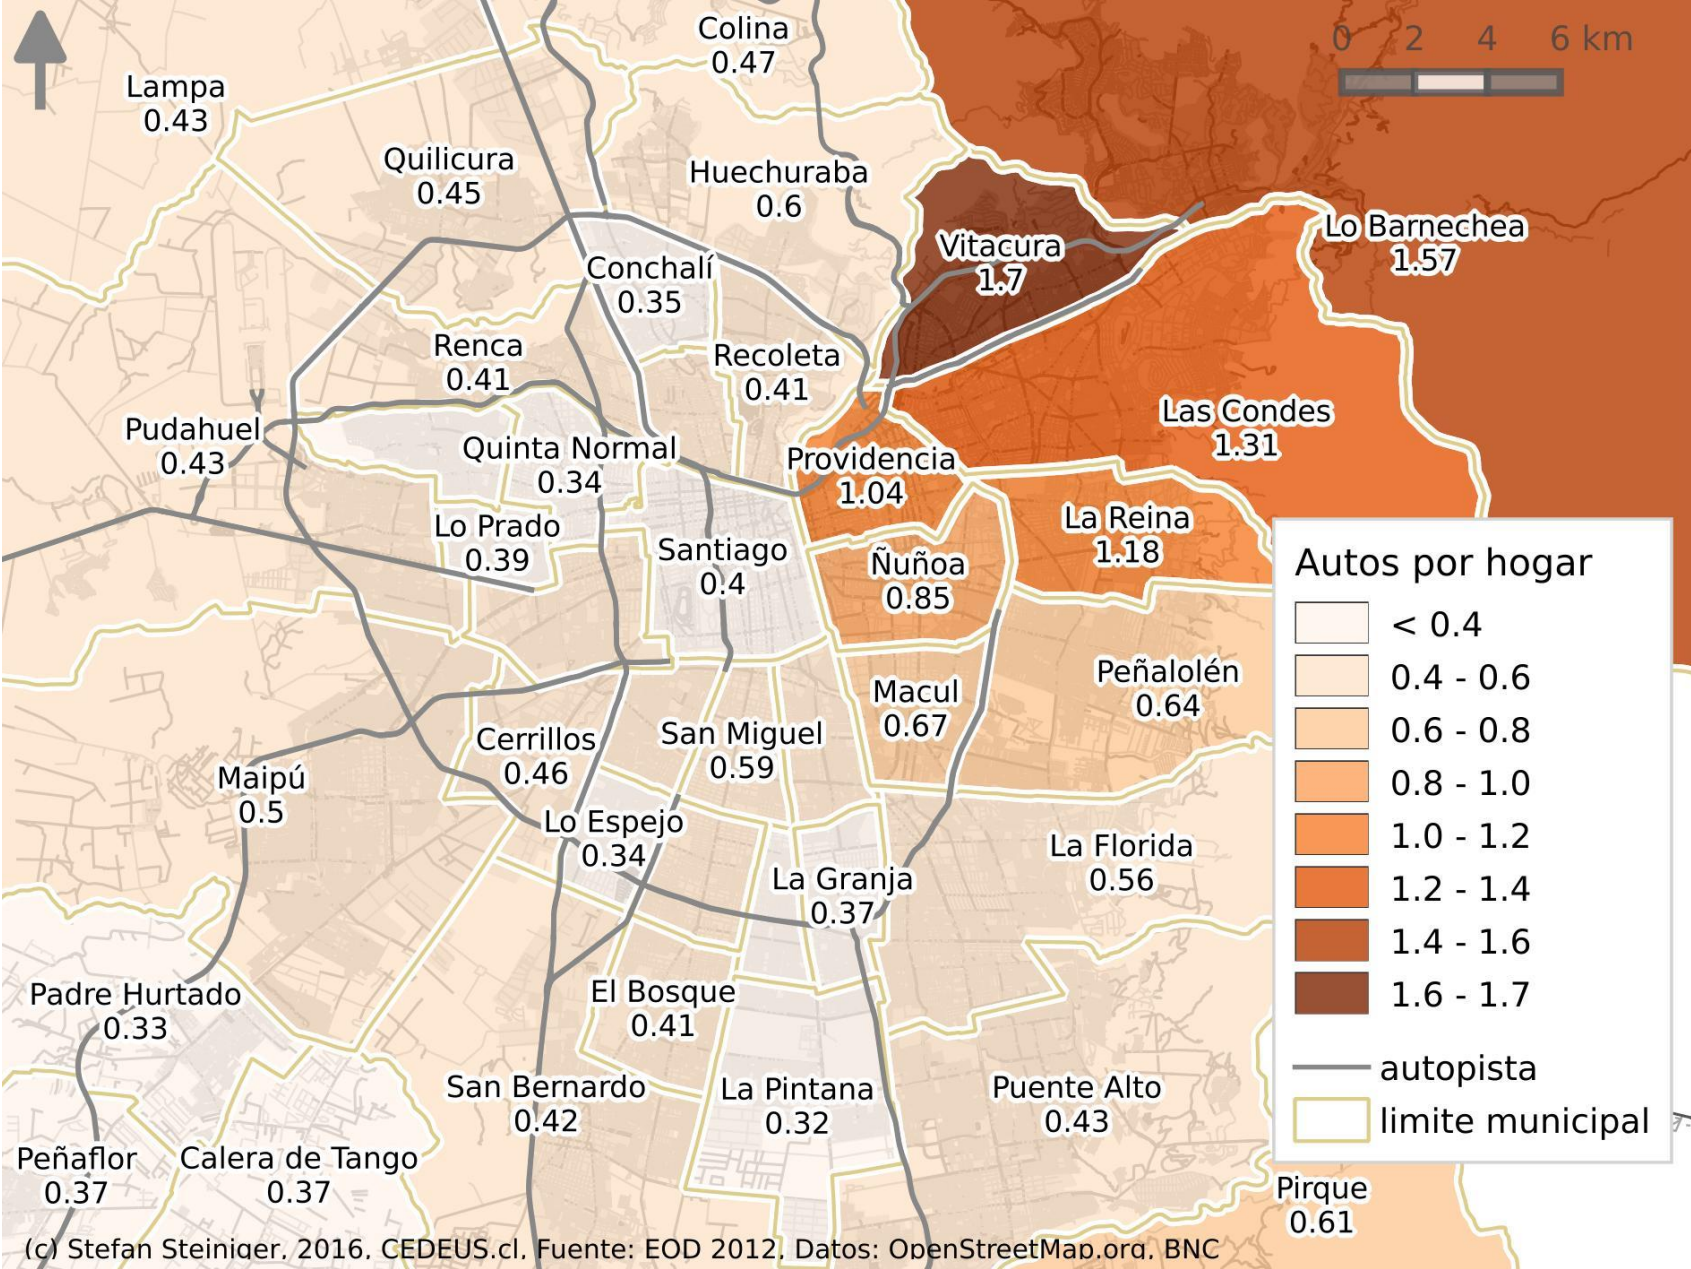 Colina
0.47
0 2 4 6 km
Lampa
0.43
Quilicura
0.45
Huechuraba
0.6
Vitacura
1.7
Lo Barnechea
1.57
Conchalí
0.35
Renca
0.41
Recoleta
0.41
Las Condes
1.31
Pudahuel
0.43
Quinta Normal
0.34
Providencia
1.04
Lo Prado
0.39
Santiago
0.4
Ñuñoa
0.85
La Reina
1.18
Peñalolén
0.64
Macul
0.67
Cerrillos
0.46
San Miguel
0.59
Maipú
0.5
Lo Espejo
0.34
La Granja
0.37
La Florida
0.56
Padre Hurtado
0.33
El Bosque
0.41
San Bernardo
0.42
La Pintana
0.32
Puente Alto
0.43
Peñaflor
0.37
Calera de Tango
0.37
Pirque
0.61
Autos por hogar
< 0.4
0.4 - 0.6
0.6 - 0.8
0.8 - 1.0
1.0 - 1.2
1.2 - 1.4
1.4 - 1.6
1.6 - 1.7
autopista
limite municipal
(c) Stefan Steiniger, 2016, CEDEUS.cl, Fuente: EOD 2012, Datos: OpenStreetMap.org, BNC